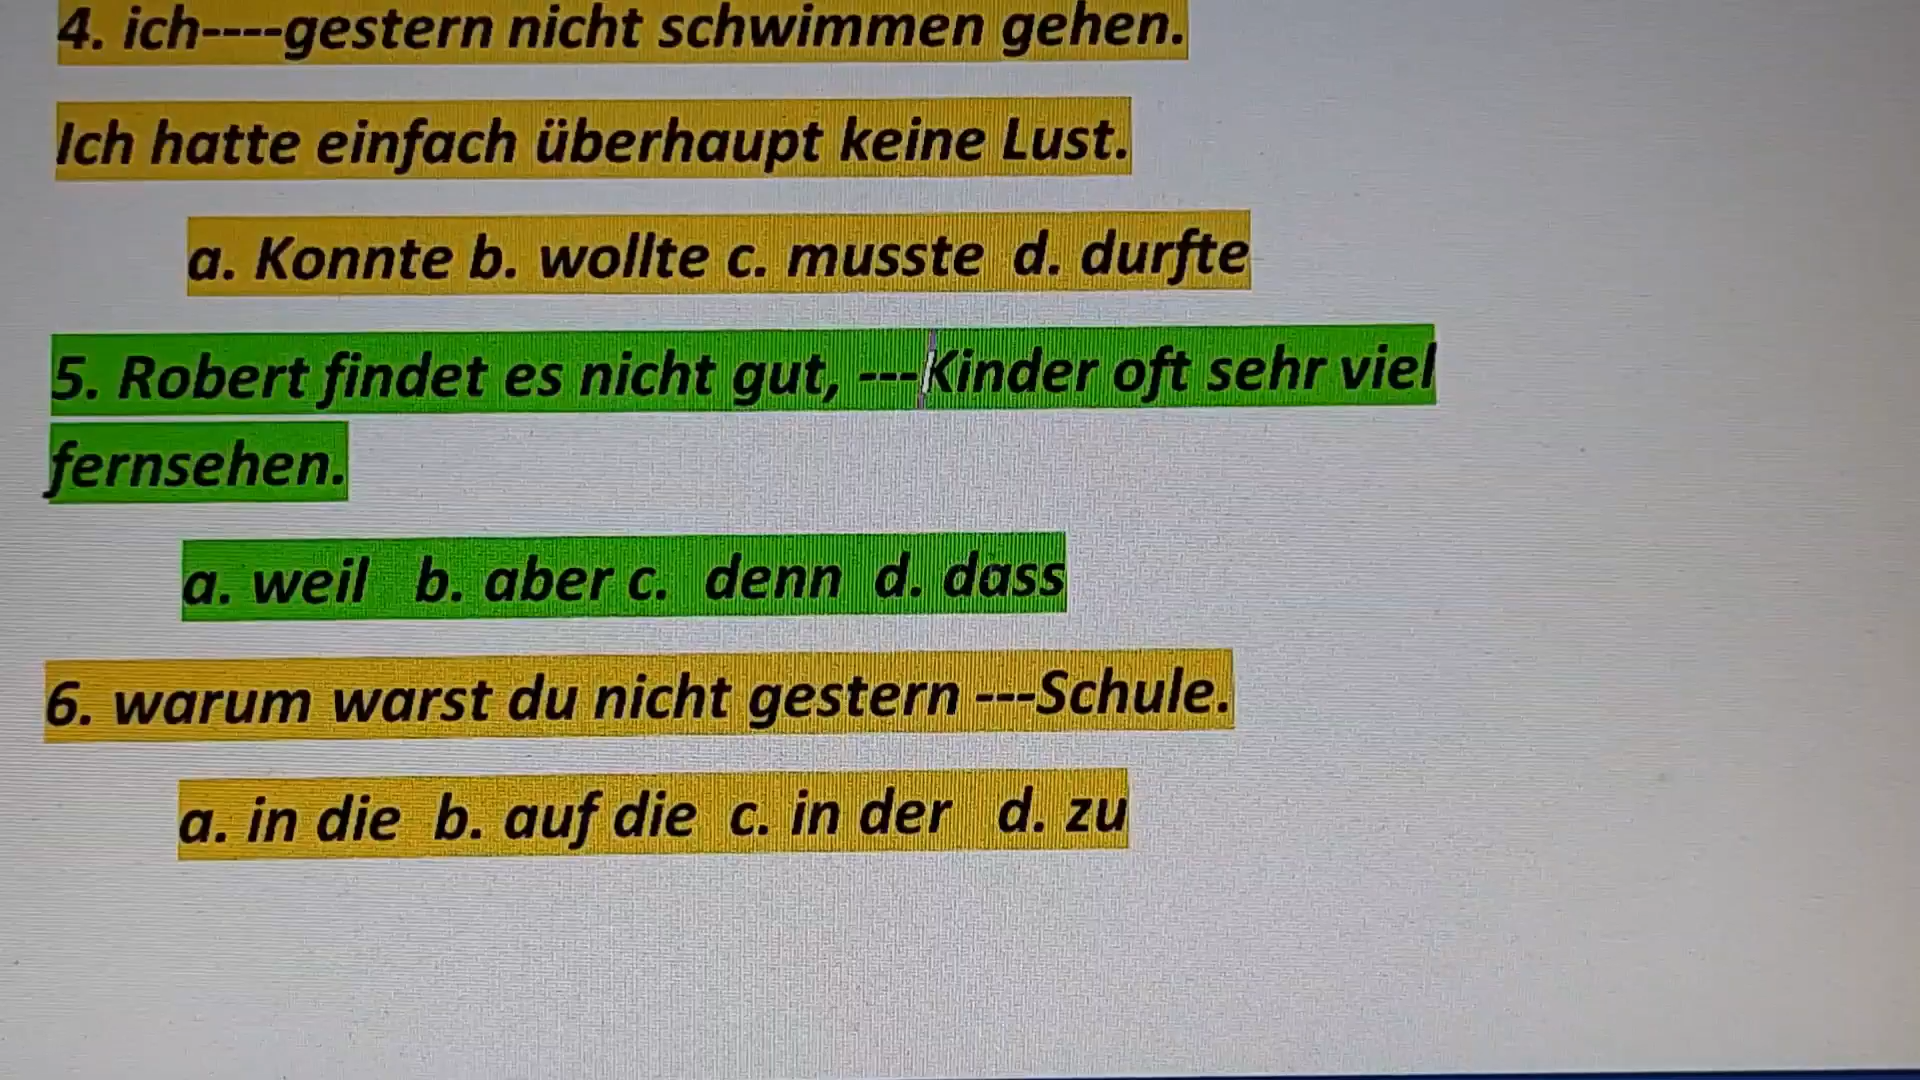 4. ich----gestern nicht schwimmen gehen.
Ich hatte einfach überhaupt keine Lust.
a. Konnte b. wollte c. musste d. durfte
5. Robert findet es nicht gut, ---Kinder oft sehr viel
fernsehen.
a. weil b. aber c. denn d. dass
6. warum warst du nicht gestern ---Schule.
a. in die b. auf die c. in der d. zu